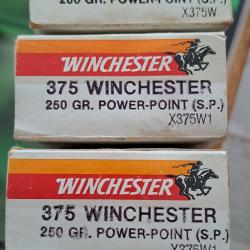 250 GR. POWER-POINT (S.P.)
X375W
WINCHESTER
375 WINCHESTER
250 GR. POWER-POINT (S.P.)
X375W1
WINCHESTER
375 WINCHESTER
250 GR. POWER-POINT (S.P.)
X375W1